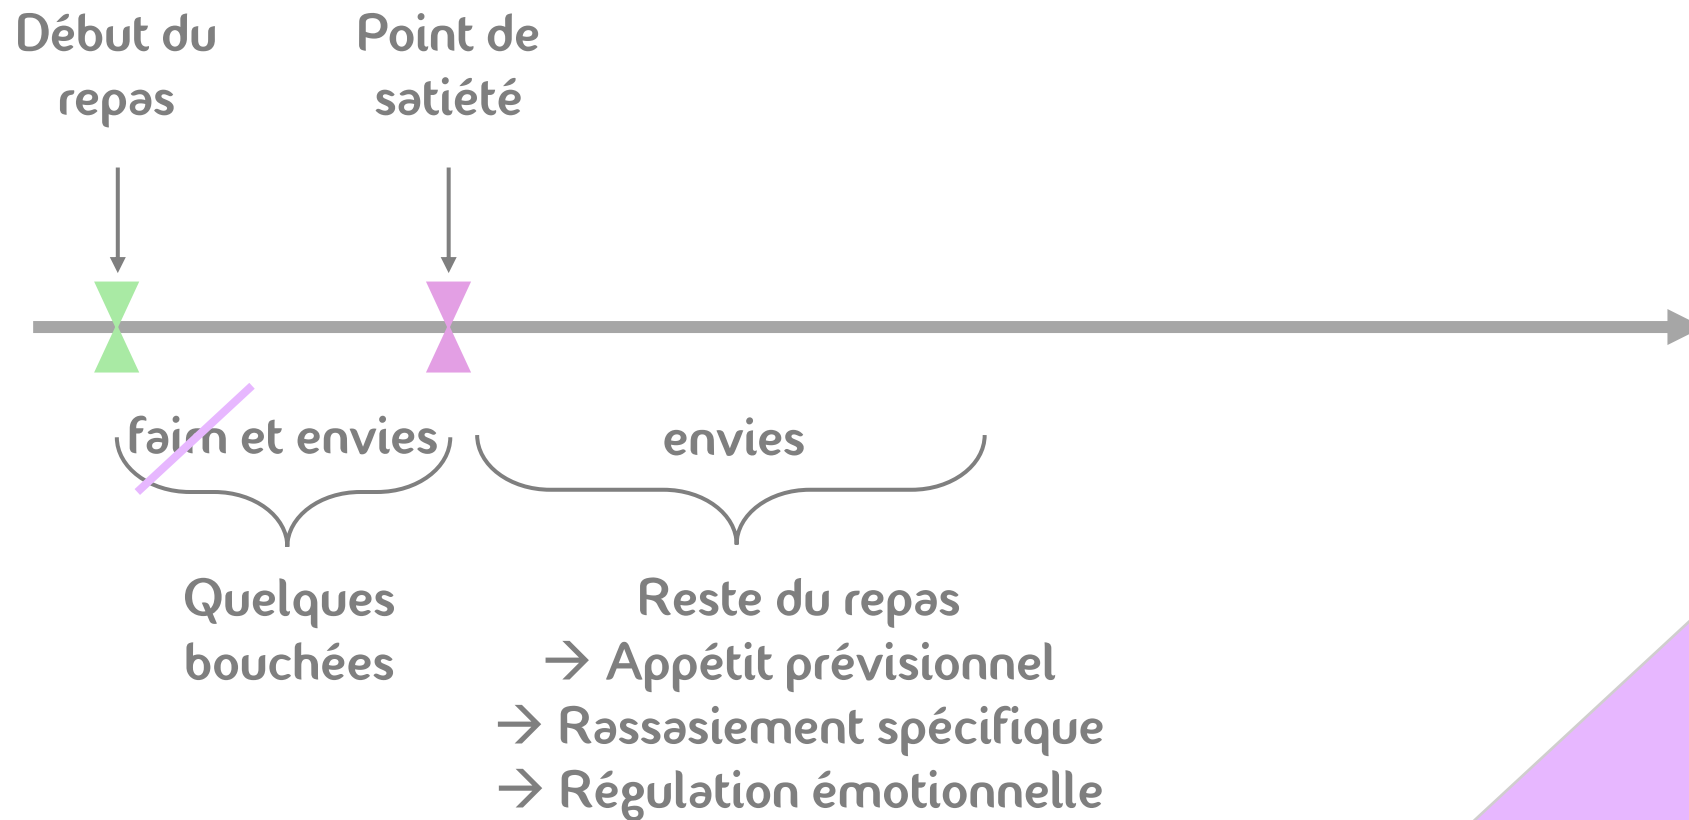 Début du
repas
Point de
satiété
faim et envies
envies
Quelques
bouchées
Reste du repas
→ Appétit prévisionnel
→ Rassasiement spécifique
→ Régulation émotionnelle